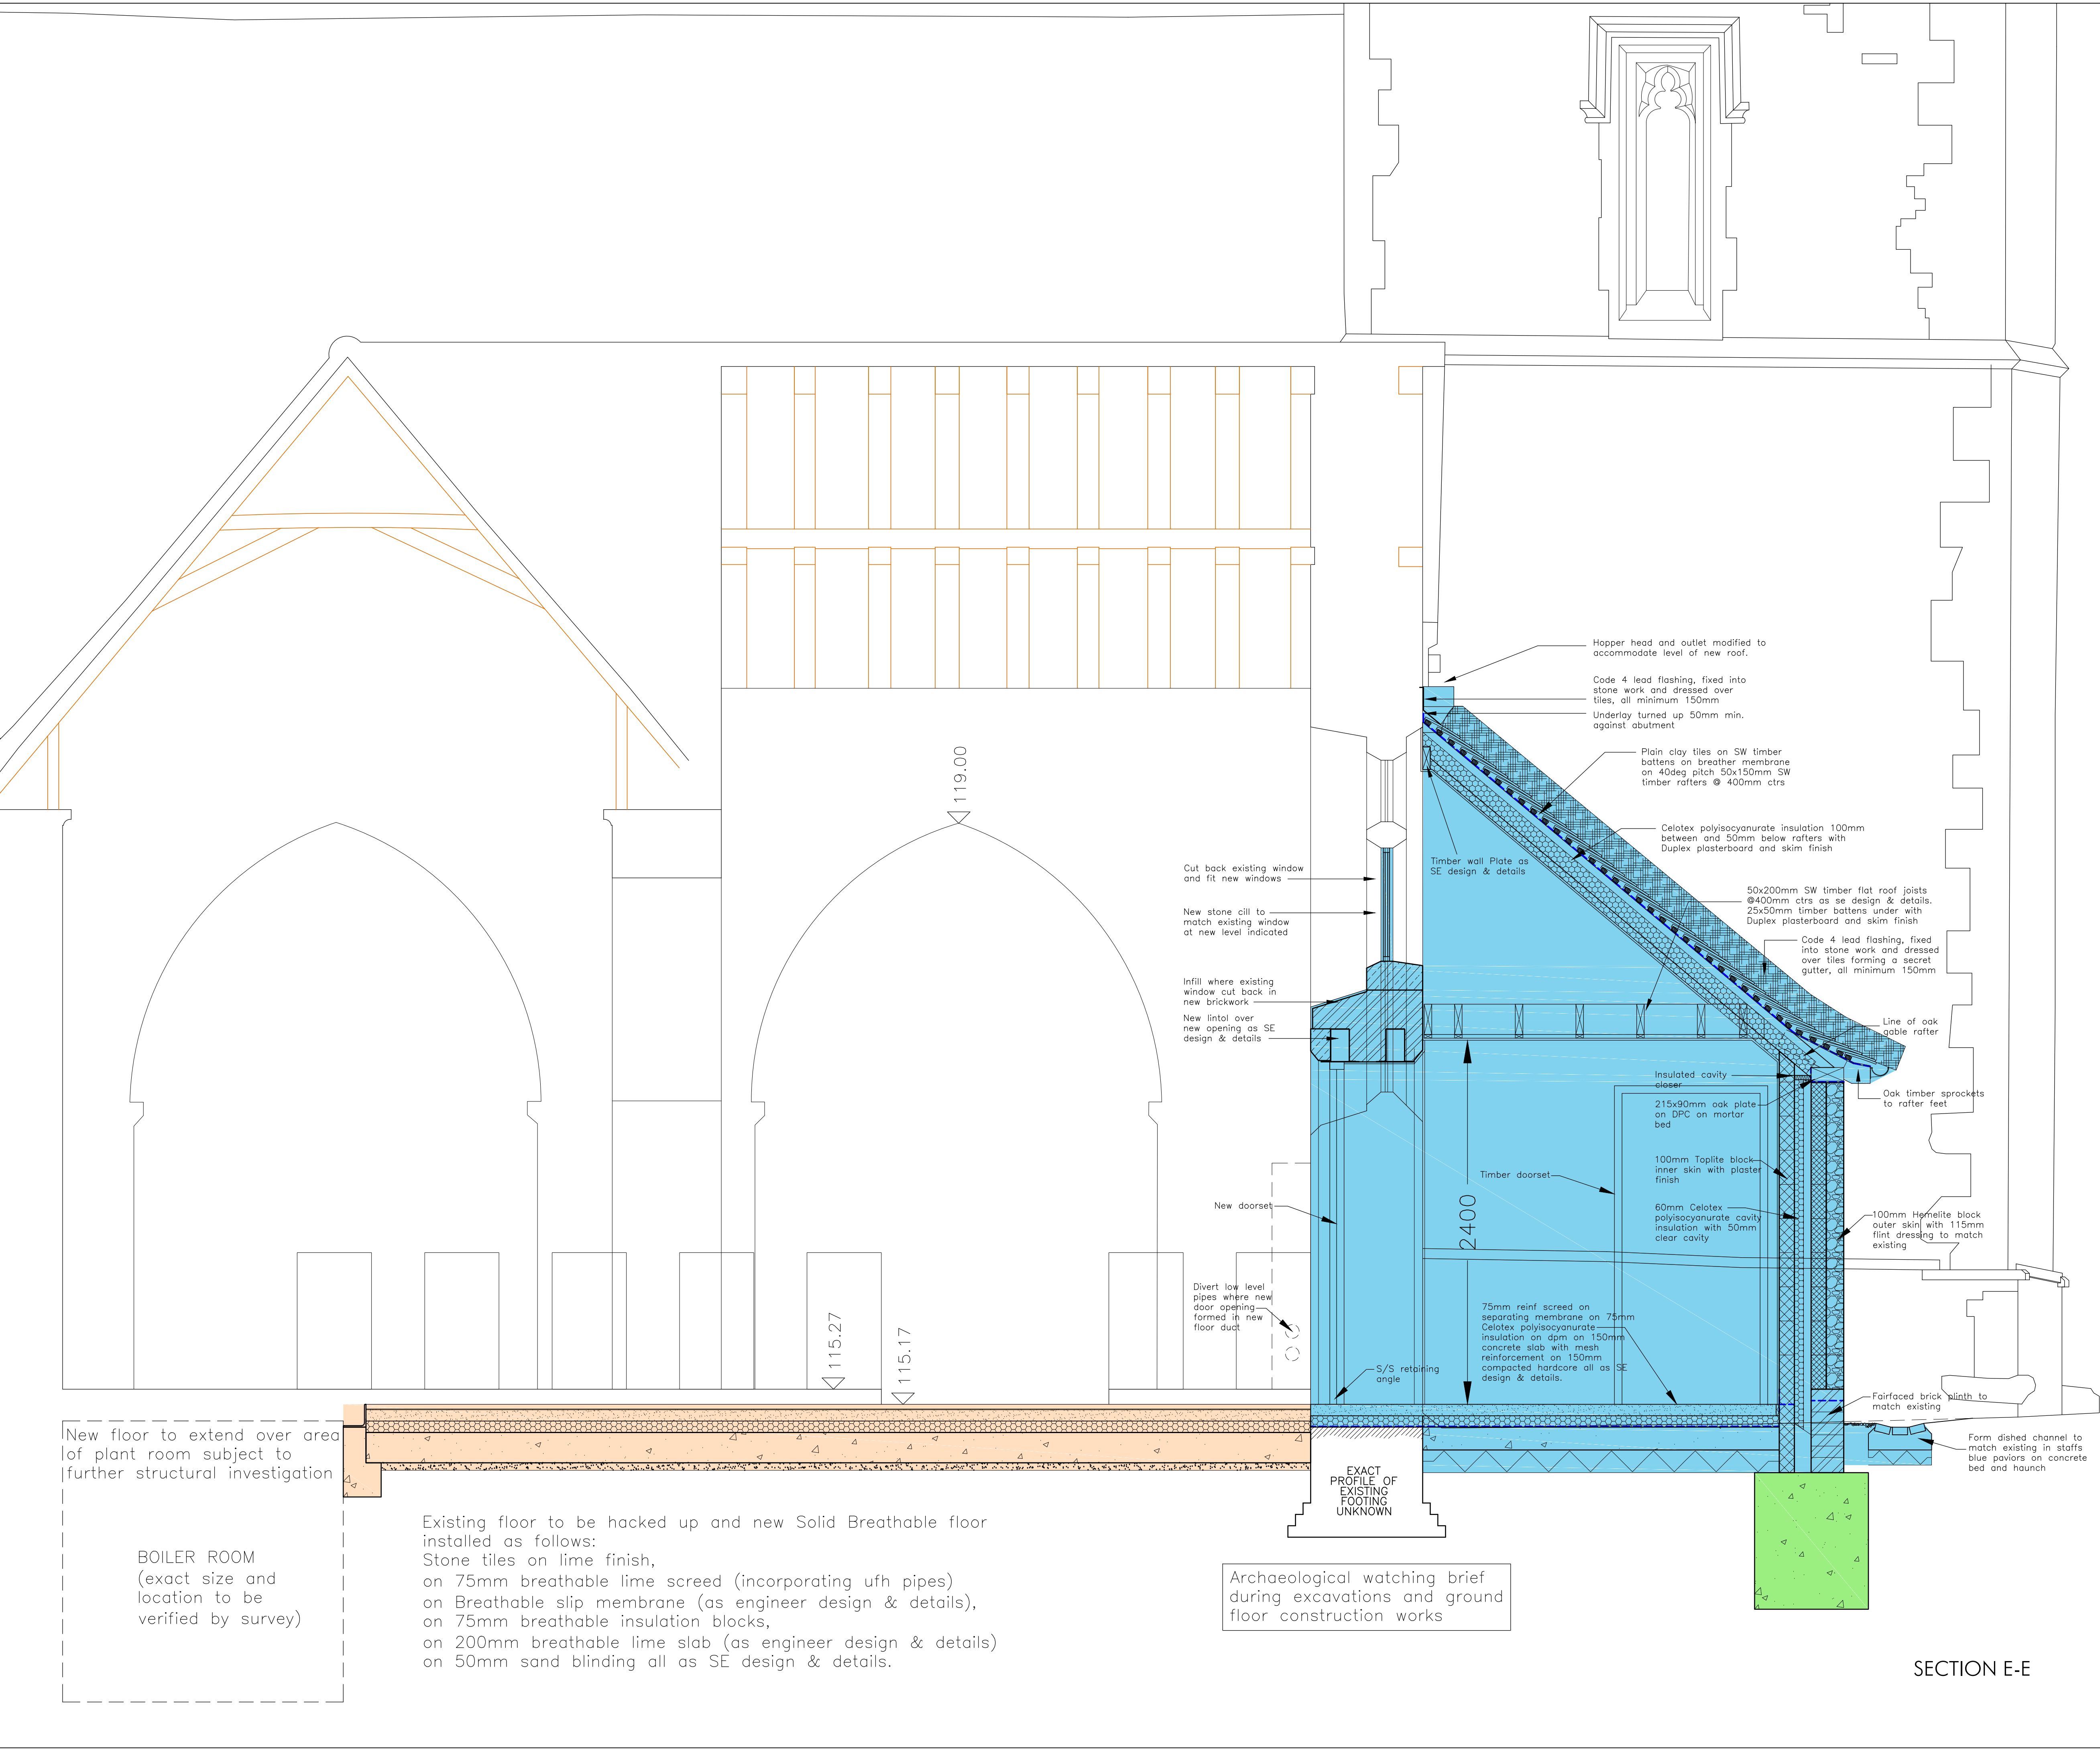 Hopper head and outlet modified to
accommodate level of new roof.
Code 4 lead flashing, fixed into
stone work and dressed over
tiles, all minimum 150mm
Underlay turned up 50mm min.
against abutment
Plain clay tiles on SW timber
battens on breather membrane
on 40deg pitch 50x150mm SW
timber rafters @ 400mm ctrs
119.00
Celotex polyisocyanurate insulation 100mm
between and 50mm below rafters with
Duplex plasterboard and skim finish
Timber wall Plate as
SE design & details
Cut back existing window
and fit new windows
50x200mm SW timber flat roof joists
@400mm ctrs as se design & details.
25x50mm timber battens under with
Duplex plasterboard and skim finish
New stone cill to
match existing window
at new level indicated
Code 4 lead flashing, fixed
into stone work and dressed
over tiles forming a secret
gutter, all minimum 150mm
Infill where existing
window cut back in
new brickwork
New lintol over
new opening as SE
design & details
Line of oak
gable rafter
Insulated cavity
closer
Oak timber sprockets
to rafter feet
215x90mm oak plate
on DPC on mortar
bed
100mm Toplite block
inner skin with plaster
finish
Timber doorset
New doorset
2400
60mm Celotex
polyisocyanurate cavity
insulation with 50mm
clear cavity
100mm Hemelite block
outer skin with 115mm
flint dressing to match
existing
Divert low level
pipes where new
door opening
formed in new
floor duct
75mm reinf screed on
separating membrane on 75mm
Celotex polyisocyanurate
insulation on dpm on 150mm
concrete slab with mesh
reinforcement on 150mm
compacted hardcore all as SE
design & details.
115.27
115.17
S/S retaining
angle
Fairfaced brick plinth to
match existing
New floor to extend over area
of plant room subject to
further structural investigation
Form dished channel to
match existing in staffs
blue paviors on concrete
bed and haunch
EXACT
PROFILE OF
EXISTING
FOOTING
UNKNOWN
BOILER ROOM
(exact size and
location to be
verified by survey)
Existing floor to be hacked up and new Solid Breathable floor
installed as follows:
Stone tiles on lime finish,
on 75mm breathable lime screed (incorporating ufh pipes)
on Breathable slip membrane (as engineer design & details),
on 75mm breathable insulation blocks,
on 200mm breathable lime slab (as engineer design & details)
on 50mm sand blinding all as SE design & details.
Archaeological watching brief
during excavations and ground
floor construction works
SECTION E-E